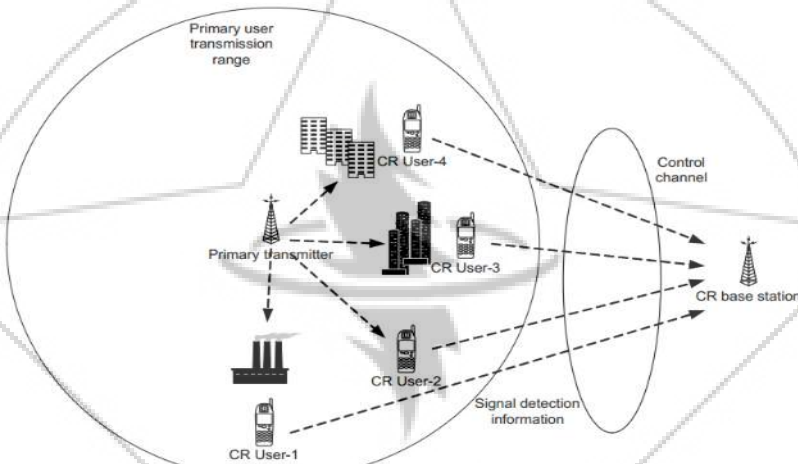 Primary user
transmission
range
CR User-4
Control
channel
Primary transmitter
CR User-3
CR base station
CR User-2
Signal detection
information
CR User-1